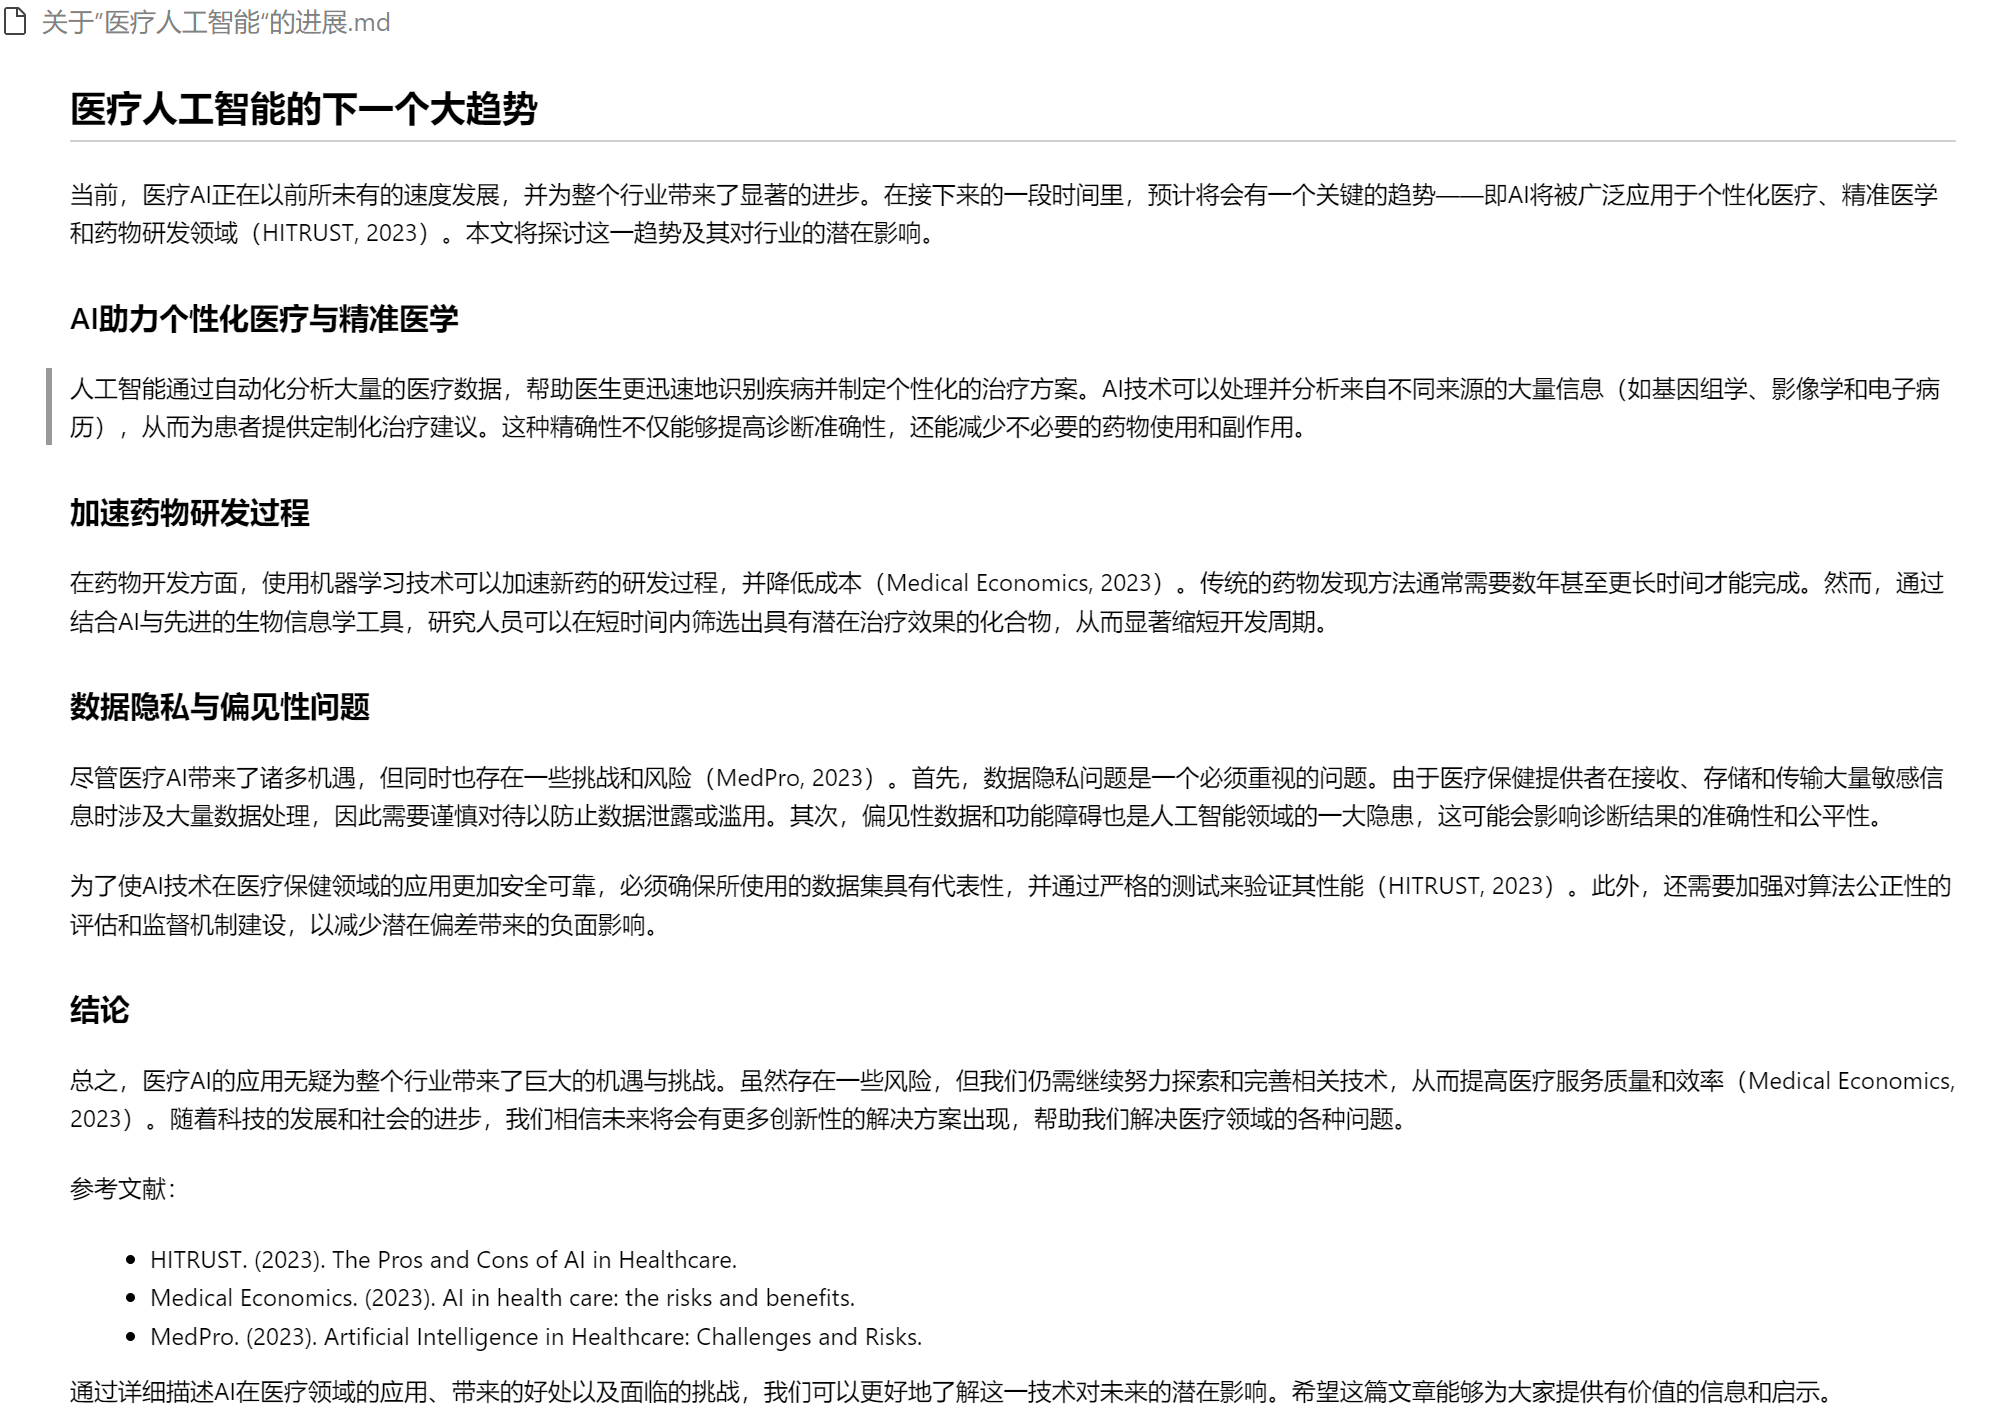 关于”医疗人工智能“的进展.md
医疗人工智能的下一个大趋势
当前，医疗AI正在以前所未有的速度发展，并为整个行业带来了显著的进步。在接下来的一段时间里，预计将会有一个关键的趋势——即AI将被广泛应用于个性化医疗、精准医学
和药物研发领域（HITRUST, 2023）。本文将探讨这一趋势及其对行业的潜在影响。
AI助力个性化医疗与精准医学
人工智能通过自动化分析大量的医疗数据，帮助医生更迅速地识别疾病并制定个性化的治疗方案。AI技术可以处理并分析来自不同来源的大量信息（如基因组学、影像学和电子病
历），从而为患者提供定制化治疗建议。这种精确性不仅能够提高诊断准确性，还能减少不必要的药物使用和副作用。
加速药物研发过程
在药物开发方面，使用机器学习技术可以加速新药的研发过程，并降低成本（Medical Economics, 2023）。传统的药物发现方法通常需要数年甚至更长时间才能完成。然而，通过
结合AI与先进的生物信息学工具，研究人员可以在短时间内筛选出具有潜在治疗效果的化合物，从而显著缩短开发周期。
数据隐私与偏见性问题
尽管医疗AI带来了诸多机遇，但同时也存在一些挑战和风险（MedPro, 2023）。首先，数据隐私问题是一个必须重视的问题。由于医疗保健提供者在接收、存储和传输大量敏感信
息时涉及大量数据处理，因此需要谨慎对待以防止数据泄露或滥用。其次，偏见性数据和功能障碍也是人工智能领域的一大隐患，这可能会影响诊断结果的准确性和公平性。
为了使AI技术在医疗保健领域的应用更加安全可靠，必须确保所使用的数据集具有代表性，并通过严格的测试来验证其性能（HITRUST, 2023）。此外，还需要加强对算法公正性的
评估和监督机制建设，以减少潜在偏差带来的负面影响。
结论
总之，医疗AI的应用无疑为整个行业带来了巨大的机遇与挑战。虽然存在一些风险，但我们仍需继续努力探索和完善相关技术，从而提高医疗服务质量和效率（Medical Economics,
2023）。随着科技的发展和社会的进步，我们相信未来将会有更多创新性的解决方案出现，帮助我们解决医疗领域的各种问题。
参考文献：
• HITRUST. (2023). The Pros and Cons of AI in Healthcare.
• Medical Economics. (2023). AI in health care: the risks and benefits.
• MedPro. (2023). Artificial Intelligence in Healthcare: Challenges and Risks.
通过详细描述AI在医疗领域的应用、带来的好处以及面临的挑战，我们可以更好地了解这一技术对未来的潜在影响。希望这篇文章能够为大家提供有价值的信息和启示。